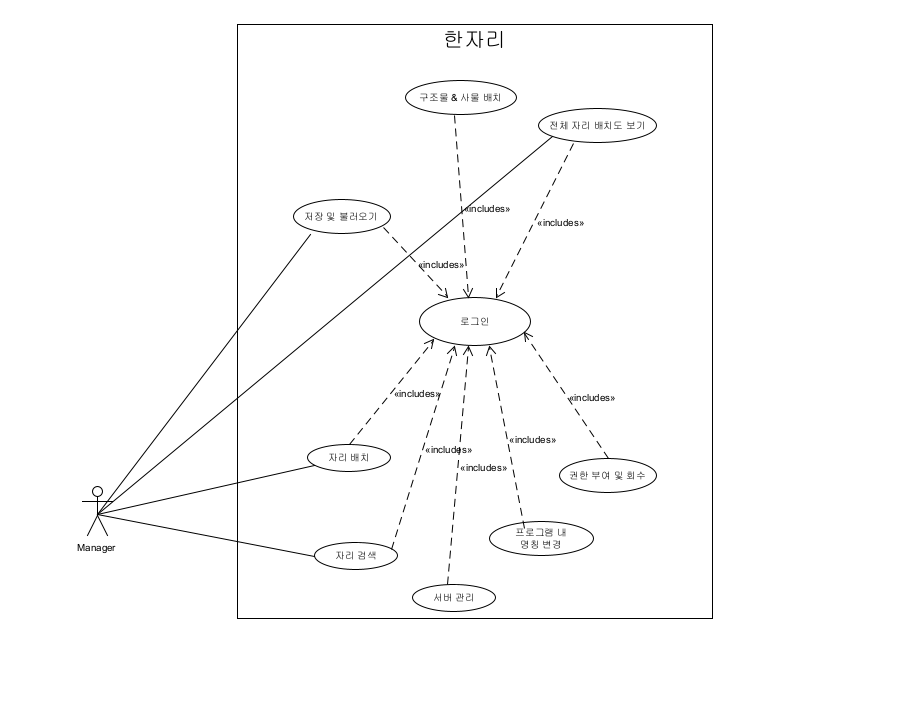 한자리
구조물 & 사물 배치
전체 자리 배치도 보기
저장 및 불러오기
«includes»
«includes»
«includes»
로그인
«includes»
«includes»
«includes»
«includes»
«includes»
자리 배치
권한 부여 및 회수
Manager
프로그램 내
명칭 변경
자리 검색
서버 관리